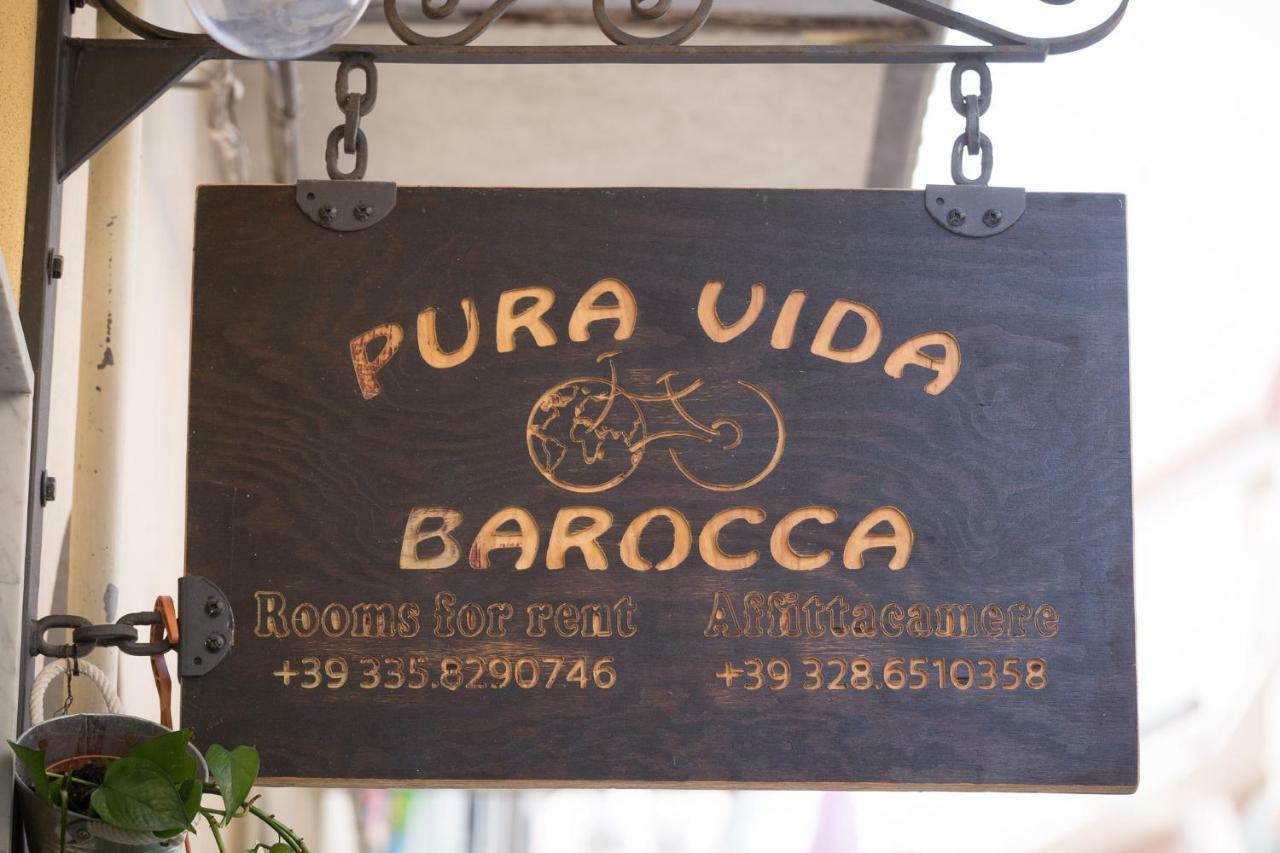 PURA VIDA
BAROCCA
Rooms for rent Affittacamere
+39 335.8290746 +39 328.6510358